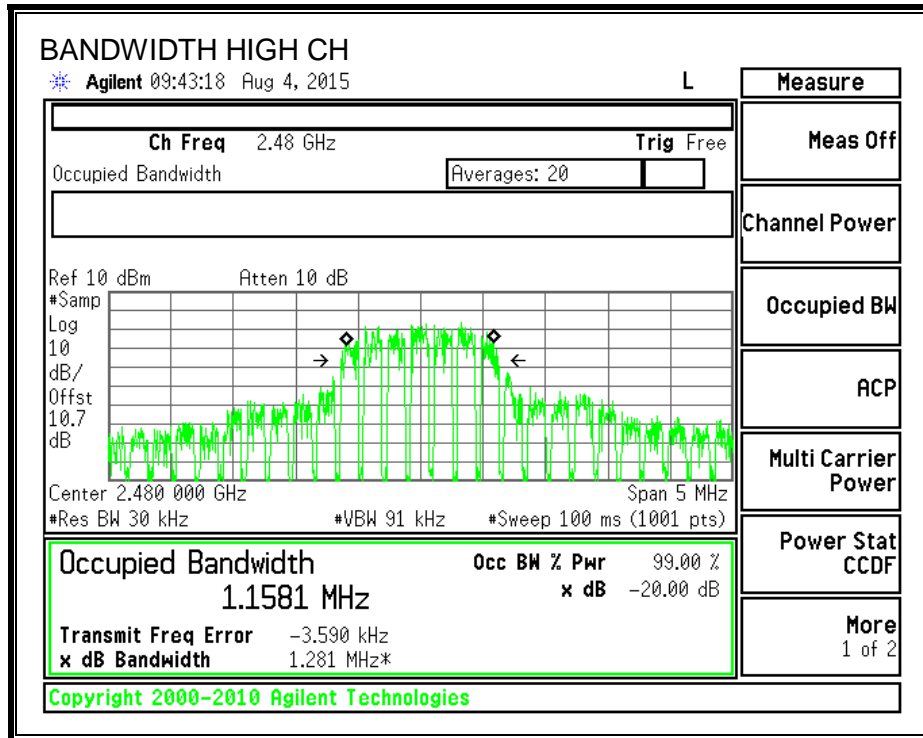 BANDWIDTH HIGH CH
Agilent 09:43:18 Aug 4, 2015 L
Measure
Ch Freq 2.48 GHz Trig Free
Occupied Bandwidth Averages: 20
Ref 10 dBm Atten 10 dB
#Samp
Log
10
dB/
Offst
10.7
dB
Center 2.480 000 GHz Span 5 MHz
#Res BW 30 kHz #VBW 91 kHz #Sweep 100 ms (1001 pts)
Occupied Bandwidth
1.1581 MHz
Occ BW % Pwr 99.00 %
x dB -20.00 dB
Transmit Freq Error -3.590 kHz
x dB Bandwidth 1.281 MHz*
Meas Off
Channel Power
Occupied BW
ACP
Multi Carrier
Power
Power Stat
CCDF
More
1 of 2
Copyright 2000-2010 Agilent Technologies